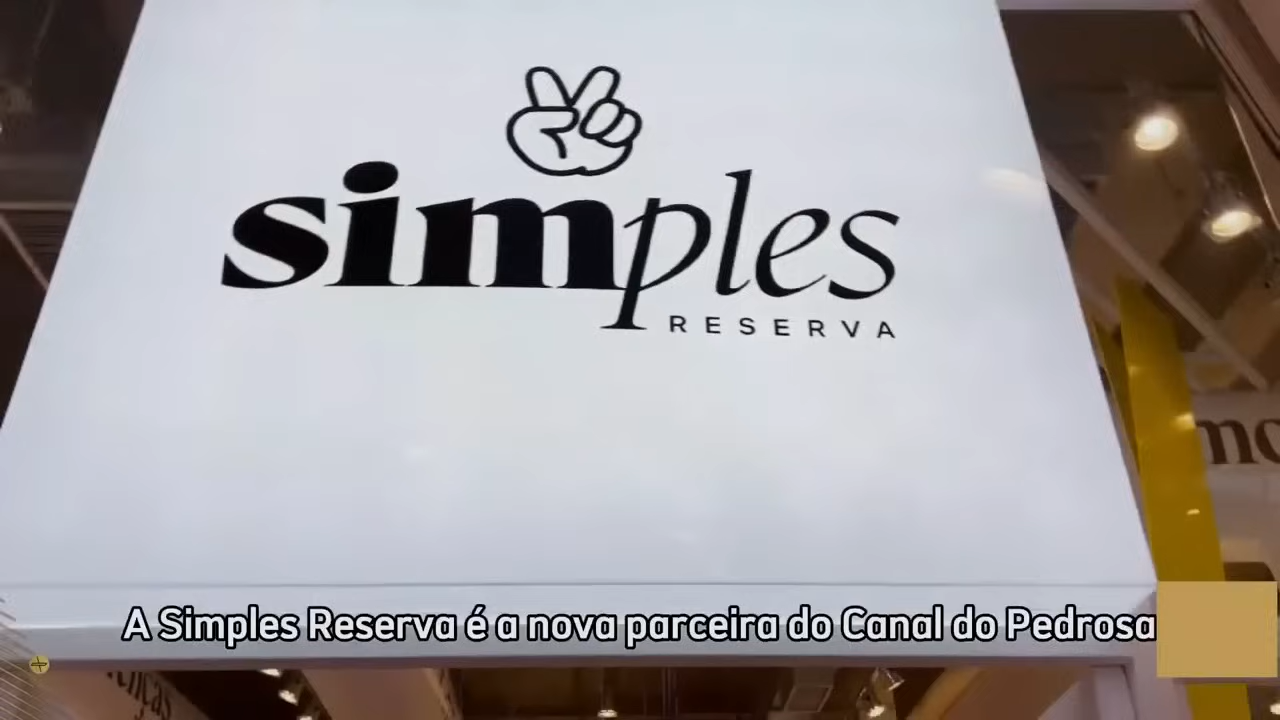 simples
RESERVA
A Simples Reserva é a nova parceira do Canal do Pedrosa